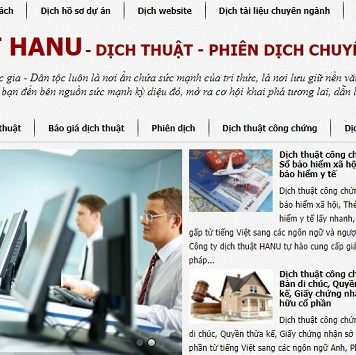 ách Dịch hồ sơ dự án Dịch website Dịch tài liệu chuyên ngành
T HANU - DỊCH THUẬT - PHIÊN DỊCH CHUYÊ
c gia - Dân tộc luôn là nơi ẩn chứa sức mạnh của tri thức, là nơi lưu giữ nền vă
bạn đến bên nguồn sức mạnh kỳ diệu đó, mở ra cơ hội khai phá tương lai, dẫn l
thuật Báo giá dịch thuật Phiên dịch Dịch thuật công chứng Dị
Dịch thuật công ch
Sổ bảo hiểm xã hộ
bảo hiểm y tế
Dịch thuật công chứn
bảo hiểm xã hội, Thẻ
hiểm y tế lấy nhanh,
gấp từ tiếng Việt sang các ngôn ngữ và ngượ
Công ty dịch thuật HANU tự hào cung cấp giả
pháp...
Dịch thuật công ch
Bản di chúc, Quyền
kế, Giấy chứng nhậ
hữu cổ phần
Dịch thuật công chứn
di chúc, Quyền thừa kế, Giấy chứng nhận sở
phần từ tiếng Việt sang các ngôn ngữ Anh, Ph